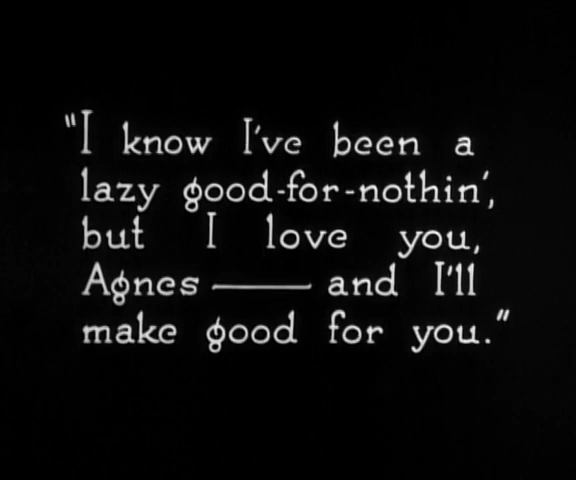 "I know I've been a
lazy good-for-nothin',
but I love you,
Agnes —— and I'll
make good for you."